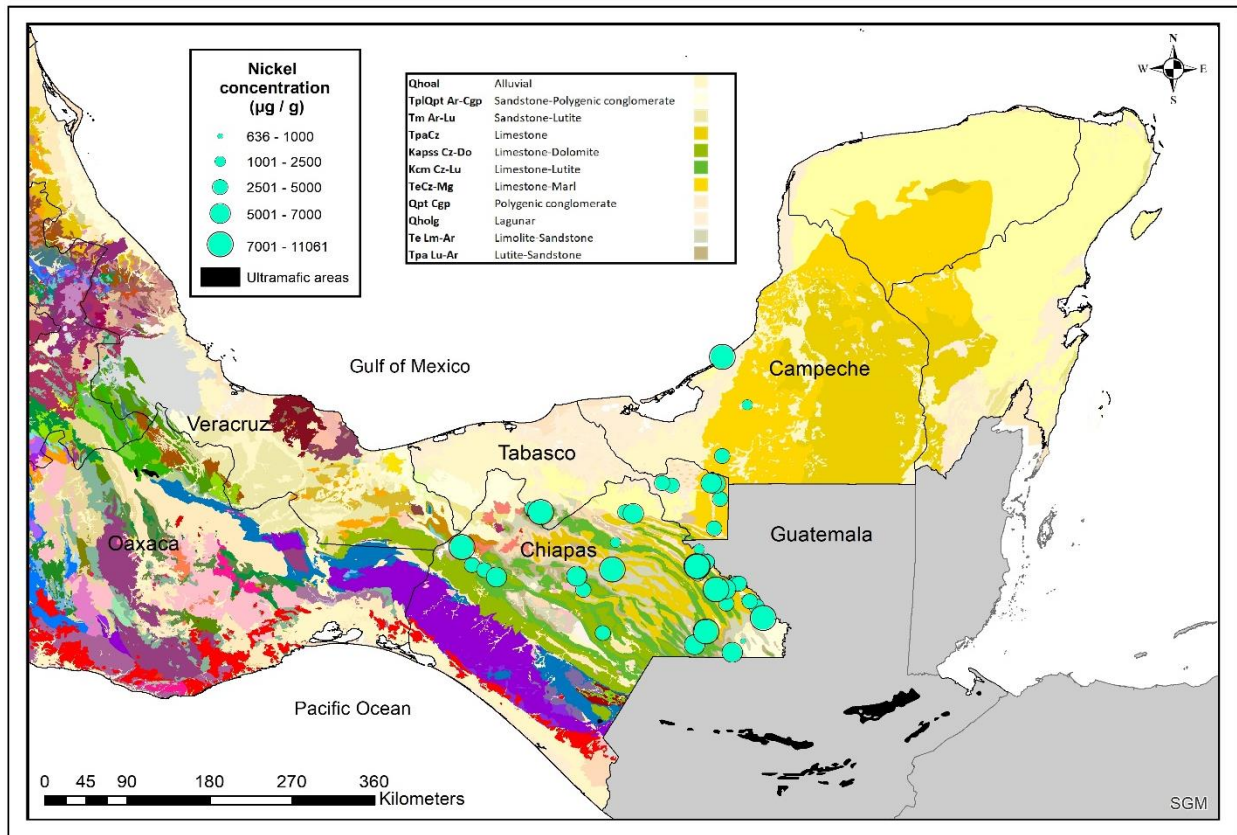 Nickel
concentration
(µg / g)
636 - 1000
1001 - 2500
2501 - 5000
5001 - 7000
7001 - 11061
Ultramafic areas
Qhoal Alluvial
TplQpt Ar-Cgp Sandstone-Polygenic conglomerate
Tm Ar-Lu Sandstone-Lutite
TpaCz Limestone
Kapss Cz-Do Limestone-Dolomite
Kcm Cz-Lu Limestone-Lutite
TeCz-Mg Limestone-Marl
Qpt Cgp Polygenic conglomerate
Qholg Lagunar
Te Lm-Ar Limolite-Sandstone
Tpa Lu-Ar Lutite-Sandstone
N
W E
S
Gulf of Mexico
Campeche
Veracruz
Tabasco
Guatemala
Oaxaca
Chiapas
Pacific Ocean
0 45 90 180 270 360
Kilometers
SGM